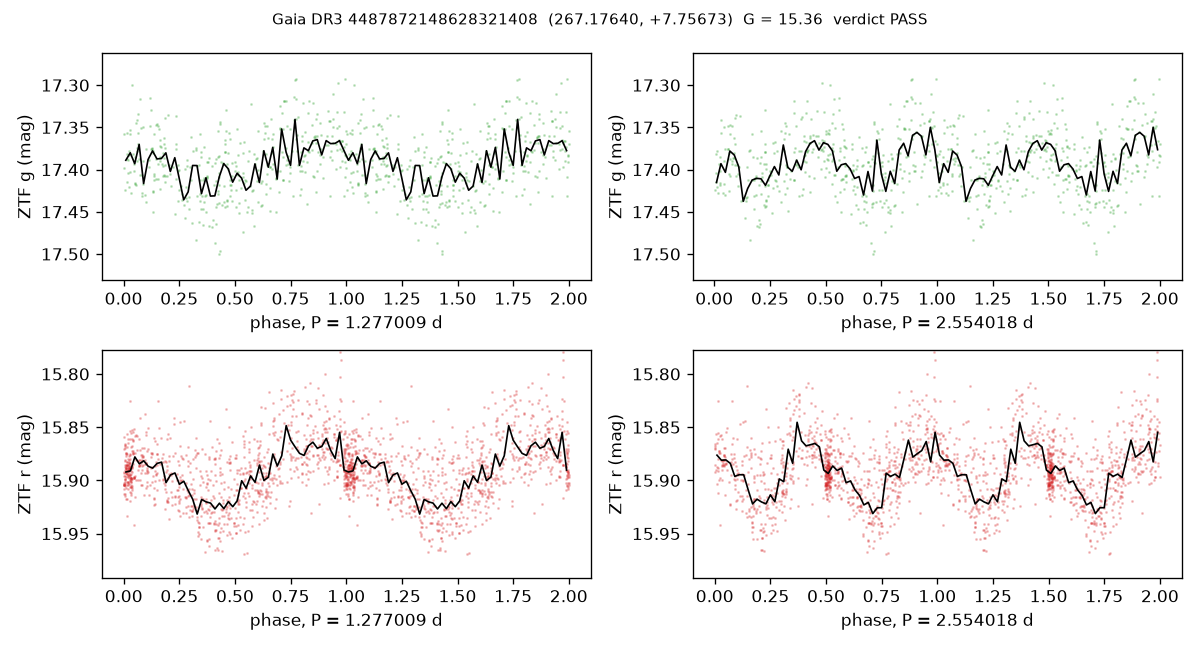 Gaia DR3 4487872148628321408  (267.17640, +7.75673)  G = 15.36  verdict PASS
ZTF g (mag)
17.30
17.35
17.40
17.45
17.50
0.00 0.25 0.50 0.75 1.00 1.25 1.50 1.75 2.00
phase, P = 1.277009 d
ZTF g (mag)
17.30
17.35
17.40
17.45
17.50
0.00 0.25 0.50 0.75 1.00 1.25 1.50 1.75 2.00
phase, P = 2.554018 d
ZTF r (mag)
15.80
15.85
15.90
15.95
0.00 0.25 0.50 0.75 1.00 1.25 1.50 1.75 2.00
phase, P = 1.277009 d
ZTF r (mag)
15.80
15.85
15.90
15.95
0.00 0.25 0.50 0.75 1.00 1.25 1.50 1.75 2.00
phase, P = 2.554018 d